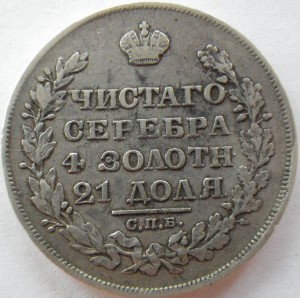 ЧИСТАГО
СЕРЕБРА
4 ЗОЛОТН
21 ДОЛЯ
С.П.Б.